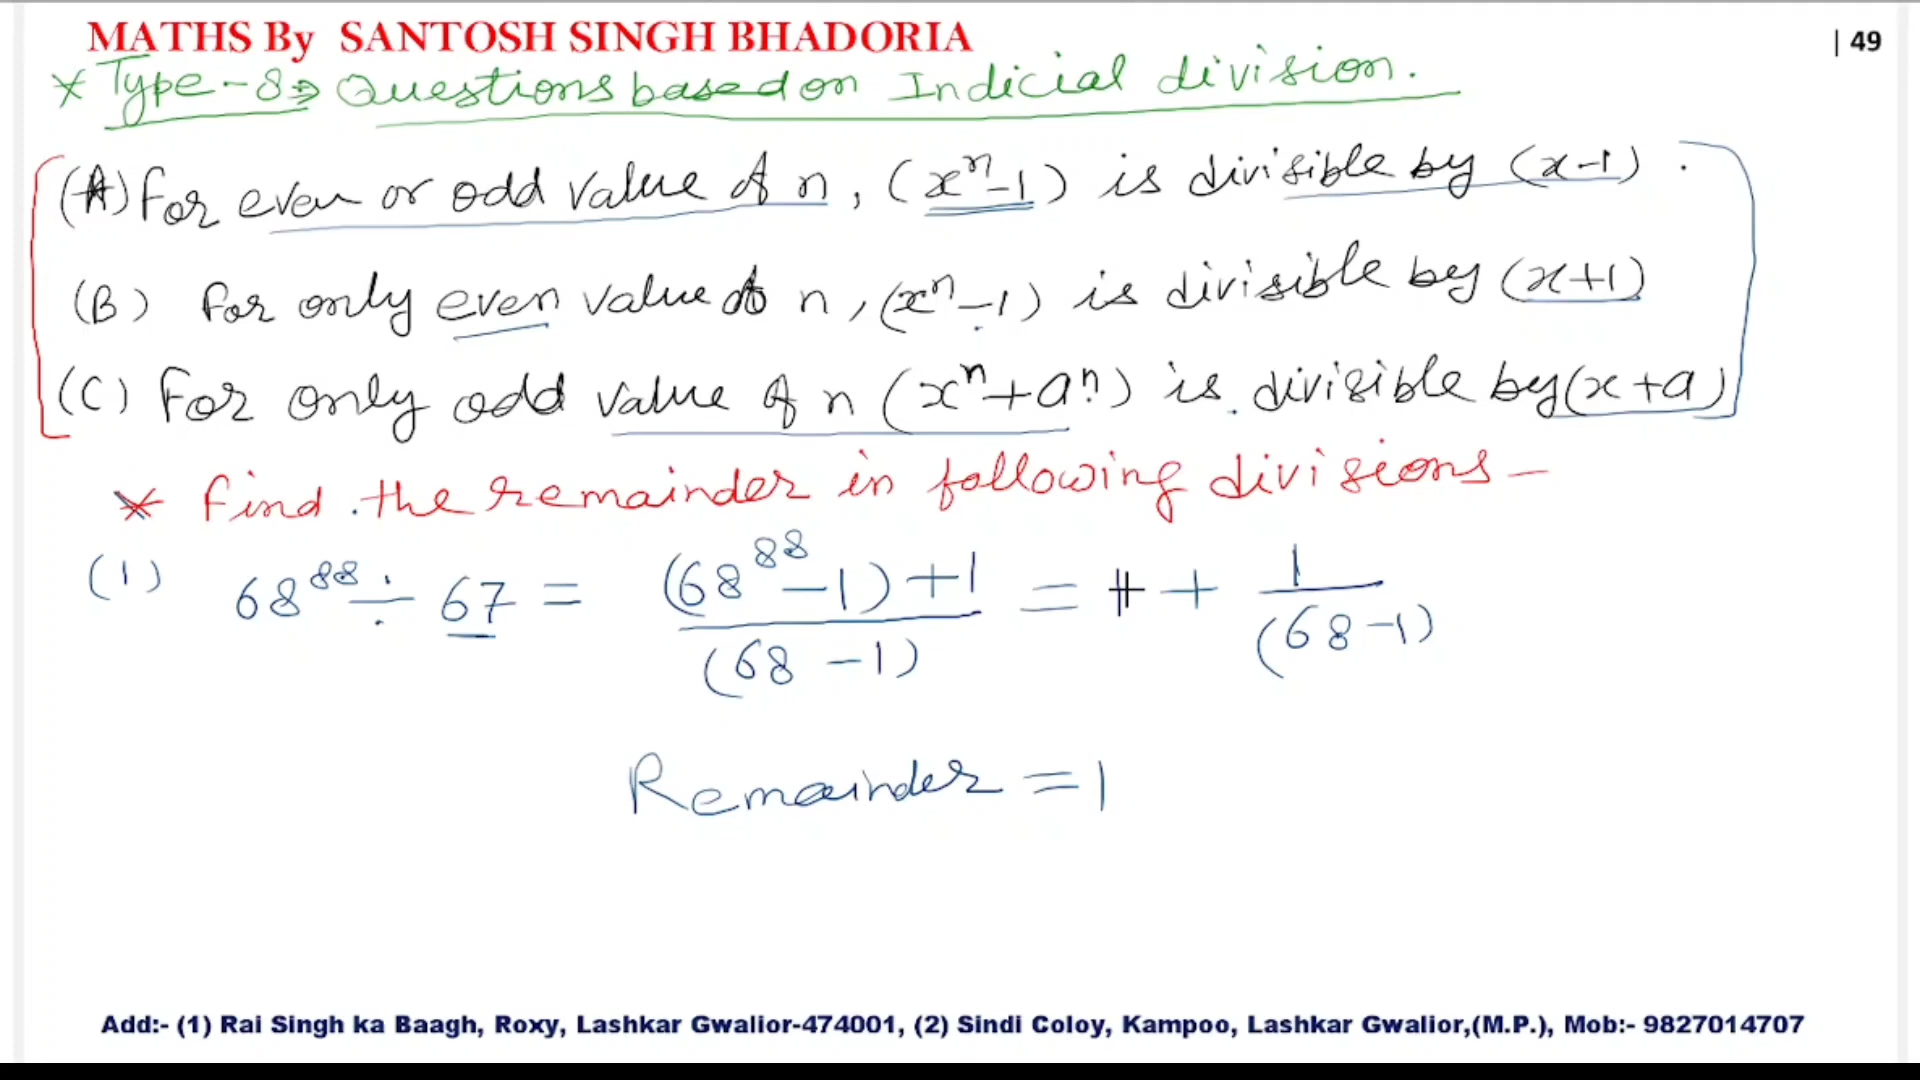 MATHS By SANTOSH SINGH BHADORIA
| 49
* Type-8⇒ Questions based on Indicial division.
(A) For even or odd value of n, (xⁿ-1) is divisible by (x-1).
(B) For only even value of n, (xⁿ-1) is divisible by (x+1)
(C) For only odd value of n (xⁿ+aⁿ) is divisible by (x+a)
* Find the remainder in following divisions -
(1) 68⁸⁸ ÷ 67 = ((68⁸⁸-1)+1)/(68-1) = # + 1/(68-1)
Remainder = 1
Add:- (1) Rai Singh ka Baagh, Roxy, Lashkar Gwalior-474001, (2) Sindi Coloy, Kampoo, Lashkar Gwalior,(M.P.), Mob:- 9827014707